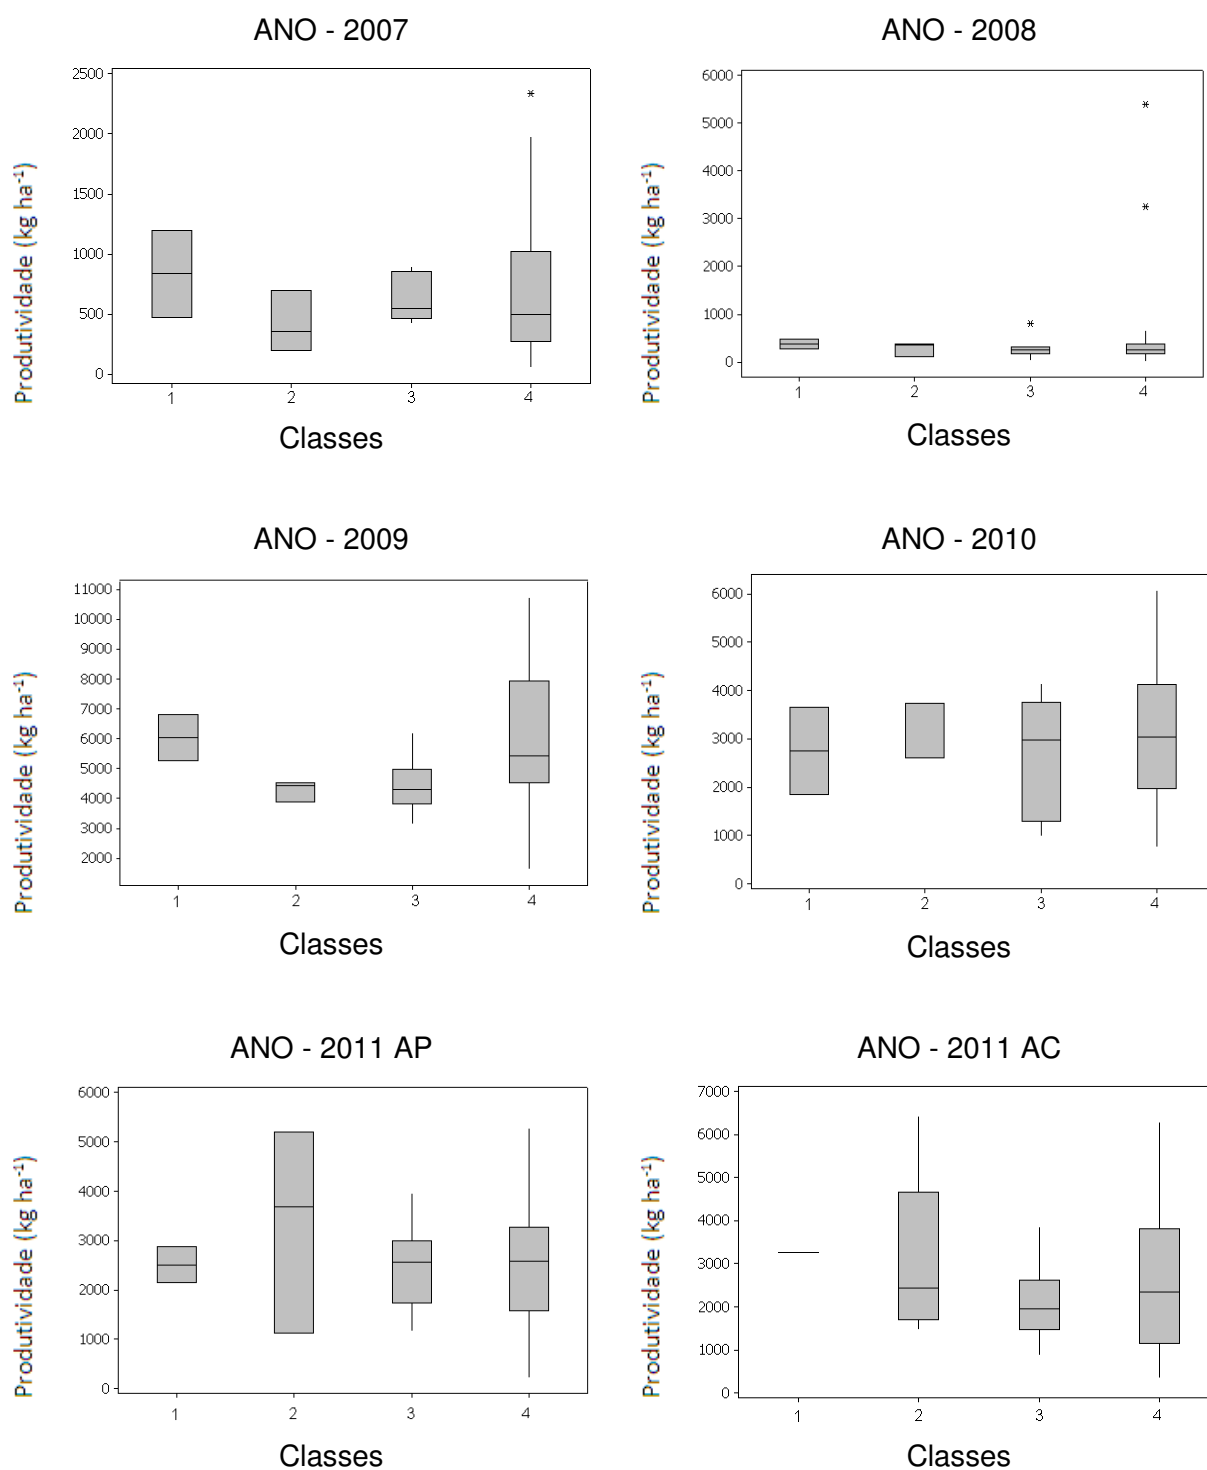 ANO - 2007
Produtividade (kg ha⁻¹)
2500
2000
1500
1000
500
0
1 2 3 4
Classes
ANO - 2008
Produtividade (kg ha⁻¹)
6000
5000
4000
3000
2000
1000
0
1 2 3 4
Classes
ANO - 2009
Produtividade (kg ha⁻¹)
11000
10000
9000
8000
7000
6000
5000
4000
3000
2000
1 2 3 4
Classes
ANO - 2010
Produtividade (kg ha⁻¹)
6000
5000
4000
3000
2000
1000
0
1 2 3 4
Classes
ANO - 2011 AP
Produtividade (kg ha⁻¹)
6000
5000
4000
3000
2000
1000
0
1 2 3 4
Classes
ANO - 2011 AC
Produtividade (kg ha⁻¹)
7000
6000
5000
4000
3000
2000
1000
0
1 2 3 4
Classes